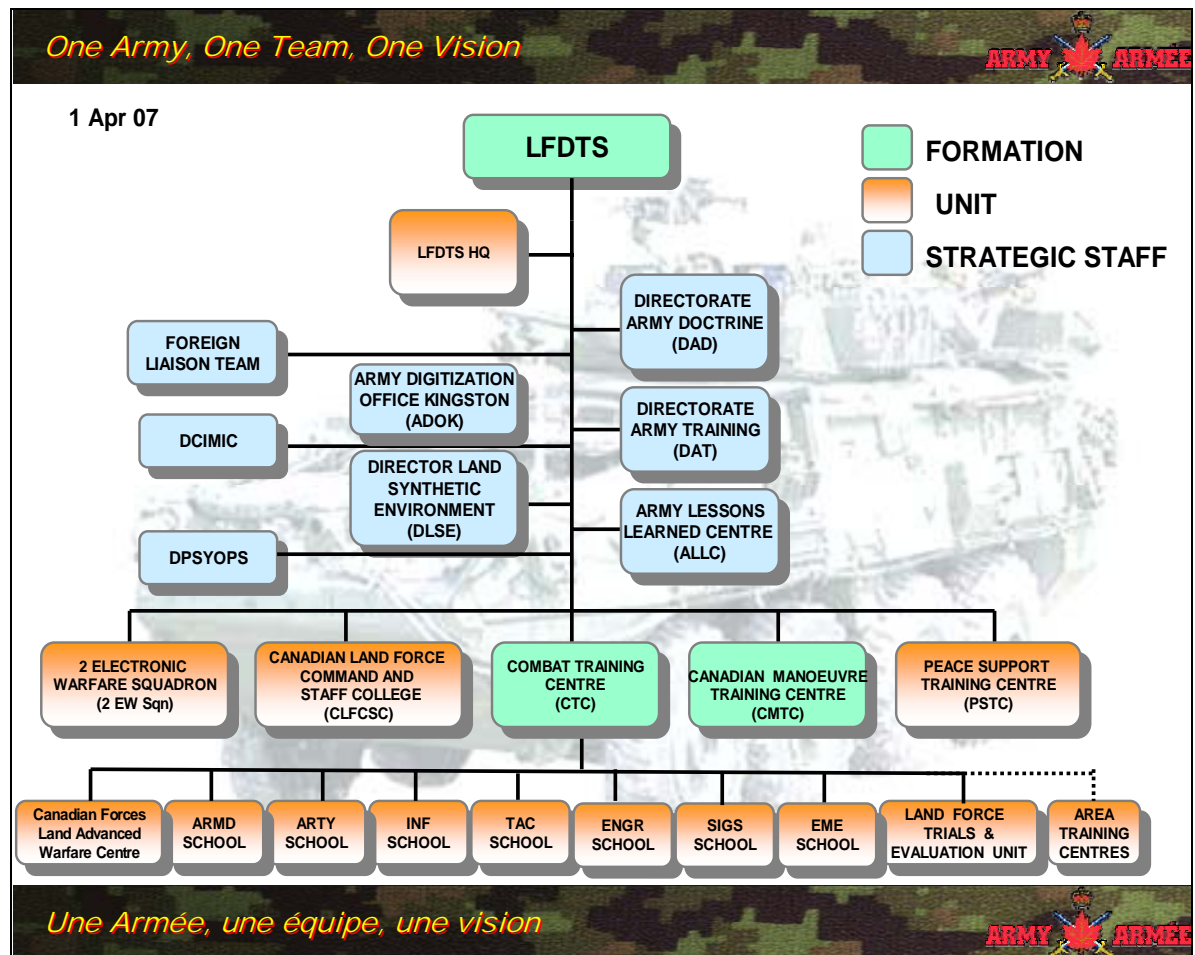 One Army, One Team, One Vision
ARMY ARMÉE
1 Apr 07
LFDTS
FORMATION
UNIT
STRATEGIC STAFF
LFDTS HQ
DIRECTORATE
ARMY DOCTRINE
(DAD)
FOREIGN
LIAISON TEAM
ARMY DIGITIZATION
OFFICE KINGSTON
(ADOK)
DIRECTORATE
ARMY TRAINING
(DAT)
DCIMIC
DIRECTOR LAND
SYNTHETIC
ENVIRONMENT
(DLSE)
ARMY LESSONS
LEARNED CENTRE
(ALLC)
DPSYOPS
2 ELECTRONIC
WARFARE SQUADRON
(2 EW Sqn)
CANADIAN LAND FORCE
COMMAND AND
STAFF COLLEGE
(CLFCSC)
COMBAT TRAINING
CENTRE
(CTC)
CANADIAN MANOEUVRE
TRAINING CENTRE
(CMTC)
PEACE SUPPORT
TRAINING CENTRE
(PSTC)
Canadian Forces
Land Advanced
Warfare Centre
ARMD
SCHOOL
ARTY
SCHOOL
INF
SCHOOL
TAC
SCHOOL
ENGR
SCHOOL
SIGS
SCHOOL
EME
SCHOOL
LAND FORCE
TRIALS &
EVALUATION UNIT
AREA
TRAINING
CENTRES
Une Armée, une équipe, une vision
ARMY ARMÉE